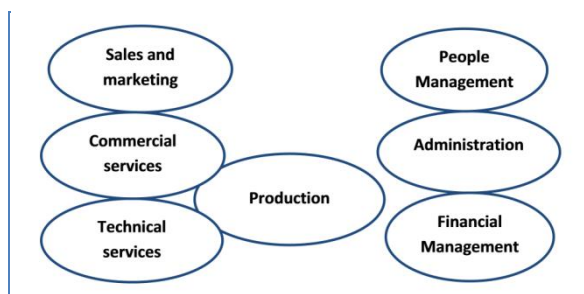 Sales and
marketing
People
Management
Commercial
services
Administration
Production
Technical
services
Financial
Management